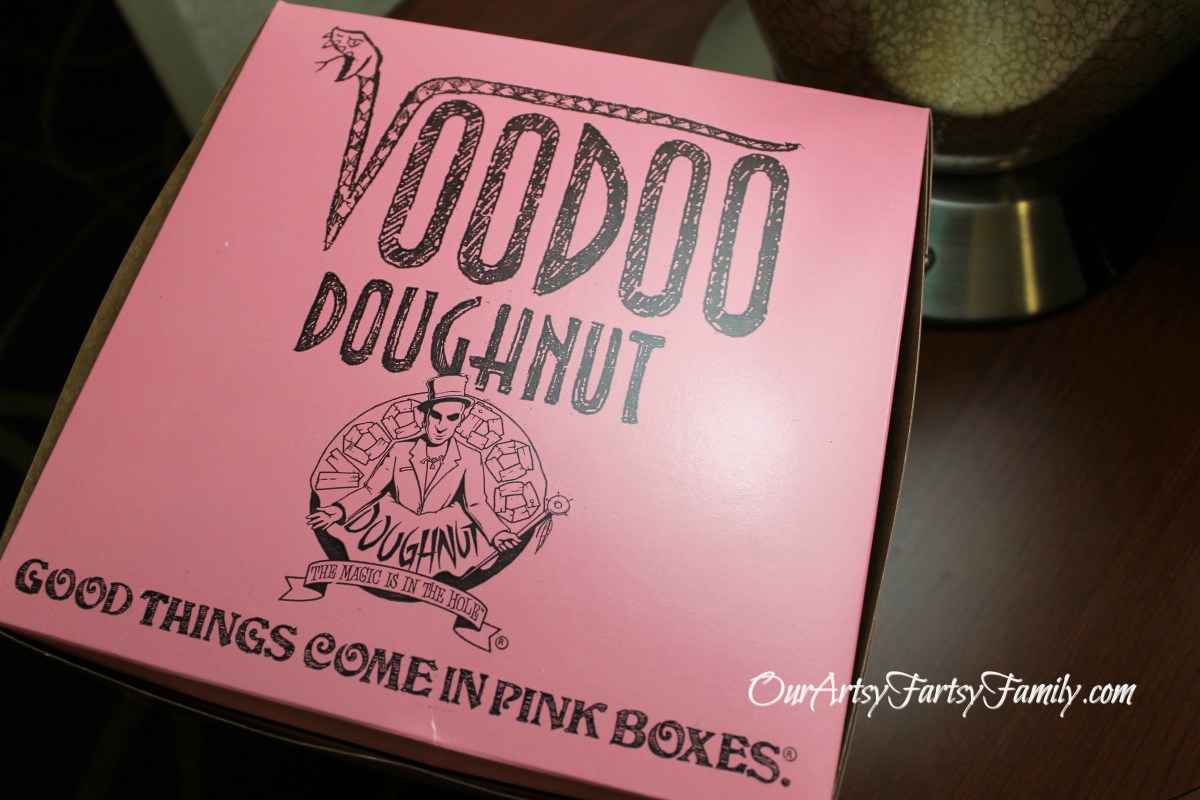 VOODOO
DOUGHNUT
DOUGHNUT
THE MAGIC IS IN THE HOLE
®
GOOD THINGS COME IN PINK BOXES.®
OurArtsyFartsyFamily.com